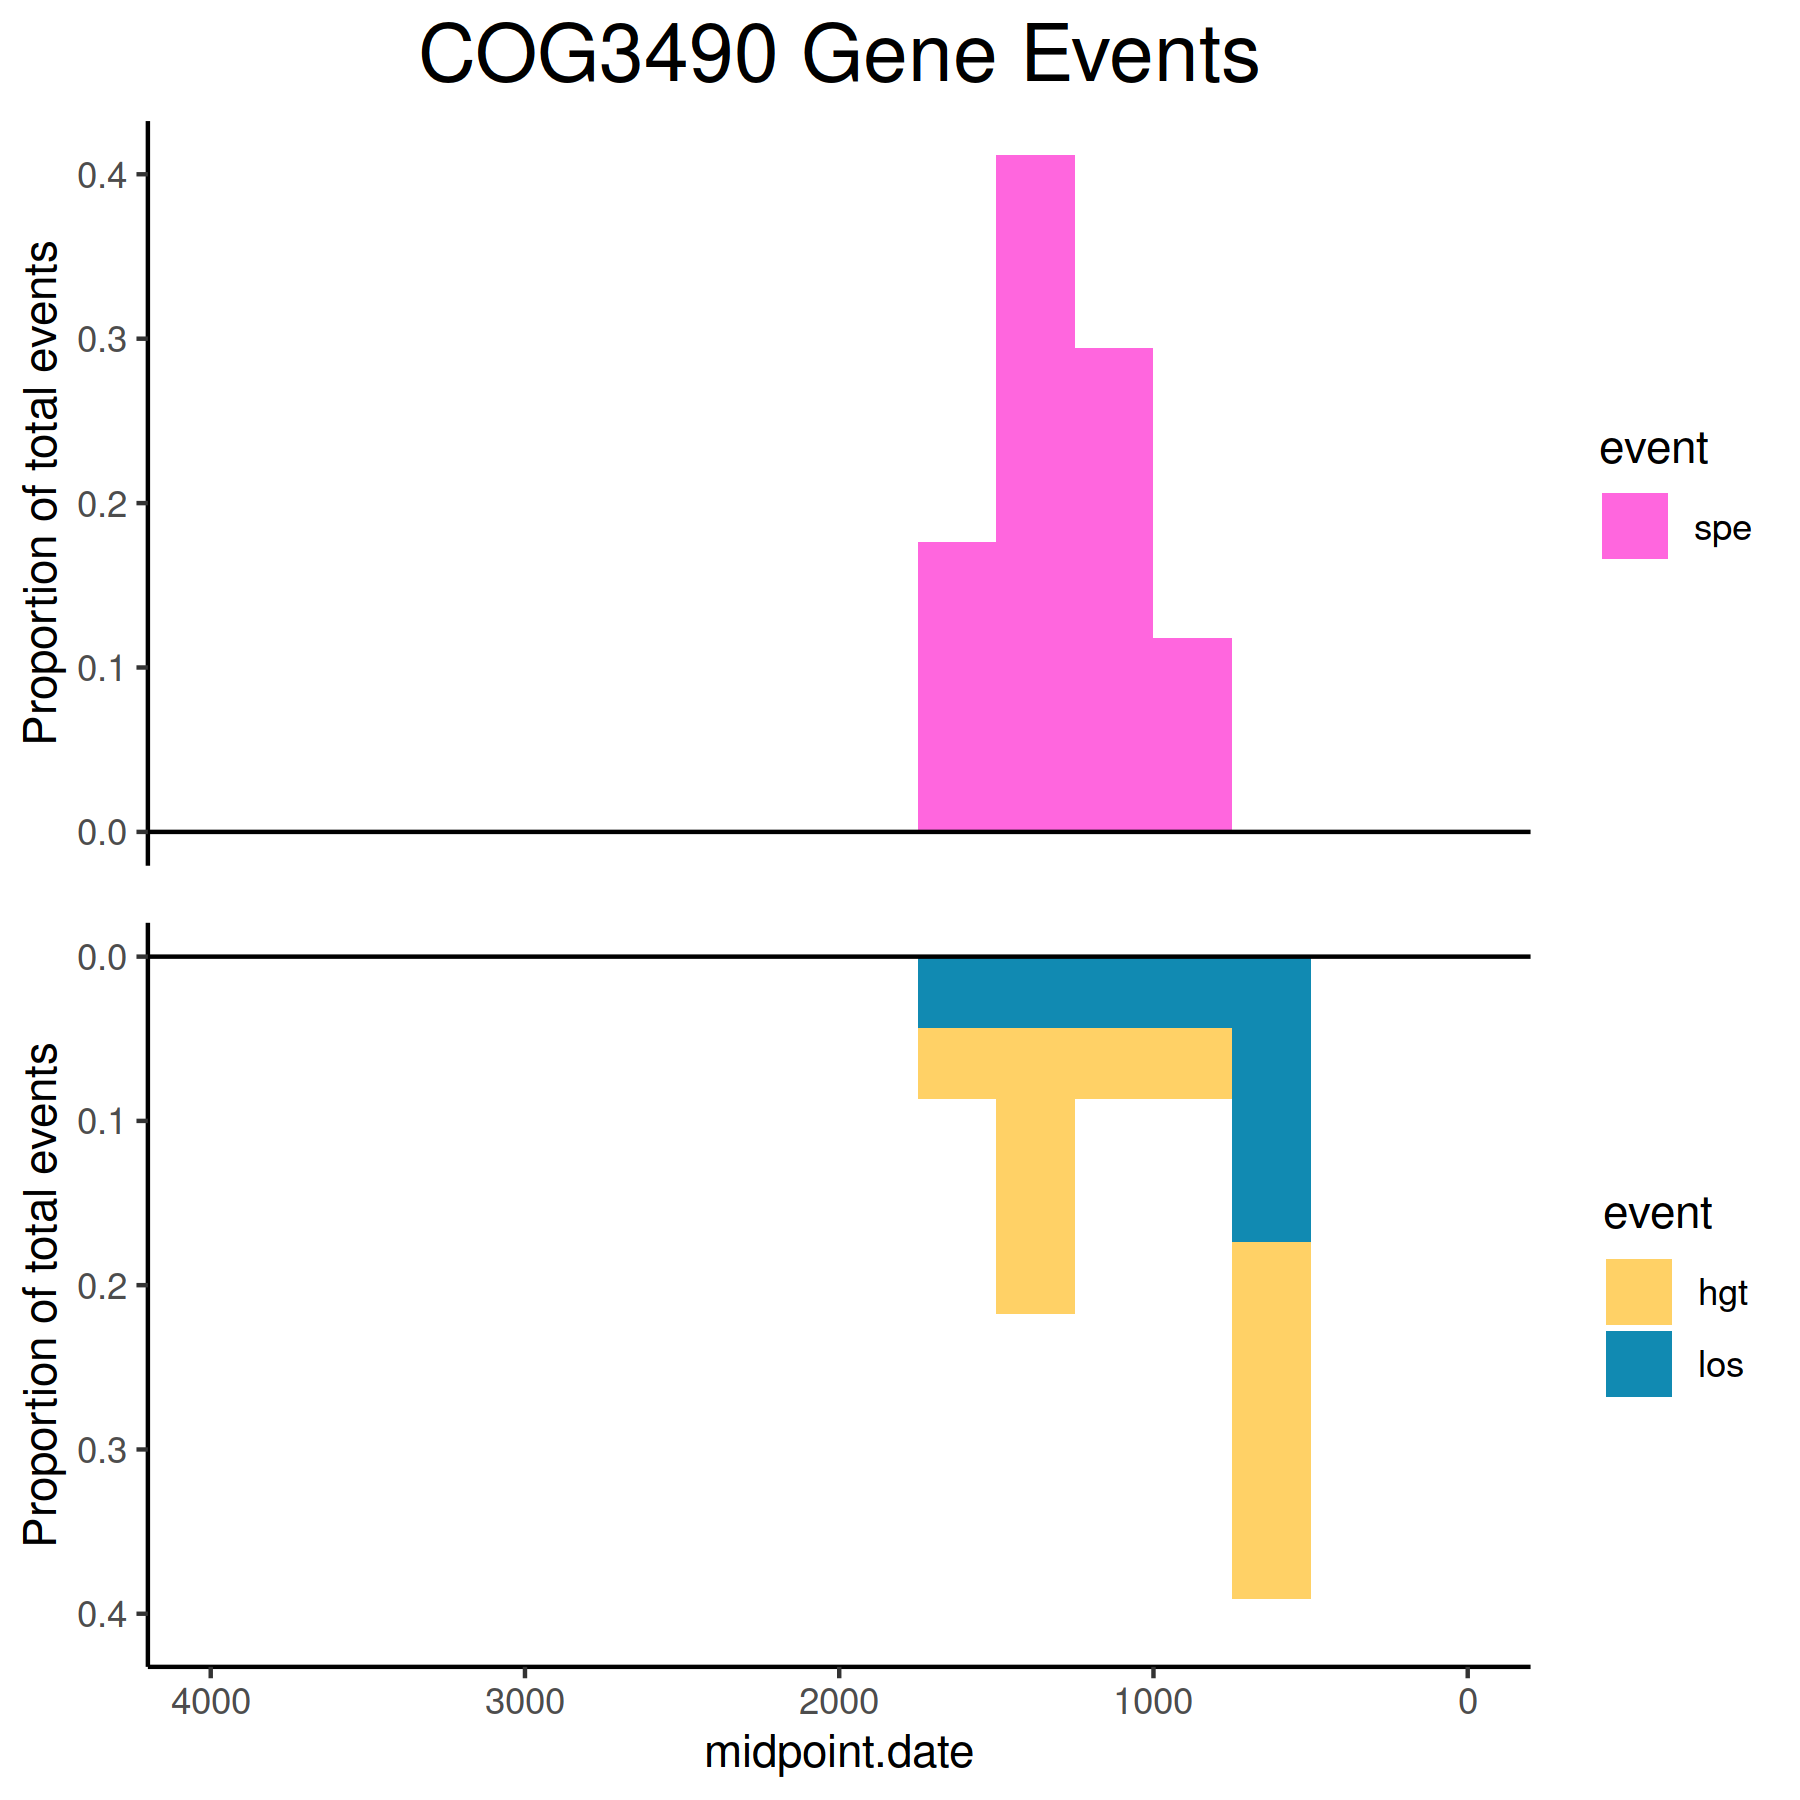 COG3490 Gene Events
Proportion of total events
0.4
0.3
0.2
0.1
0.0
event
spe
Proportion of total events
0.0
0.1
0.2
0.3
0.4
event
hgt
los
4000 3000 2000 1000 0
midpoint.date